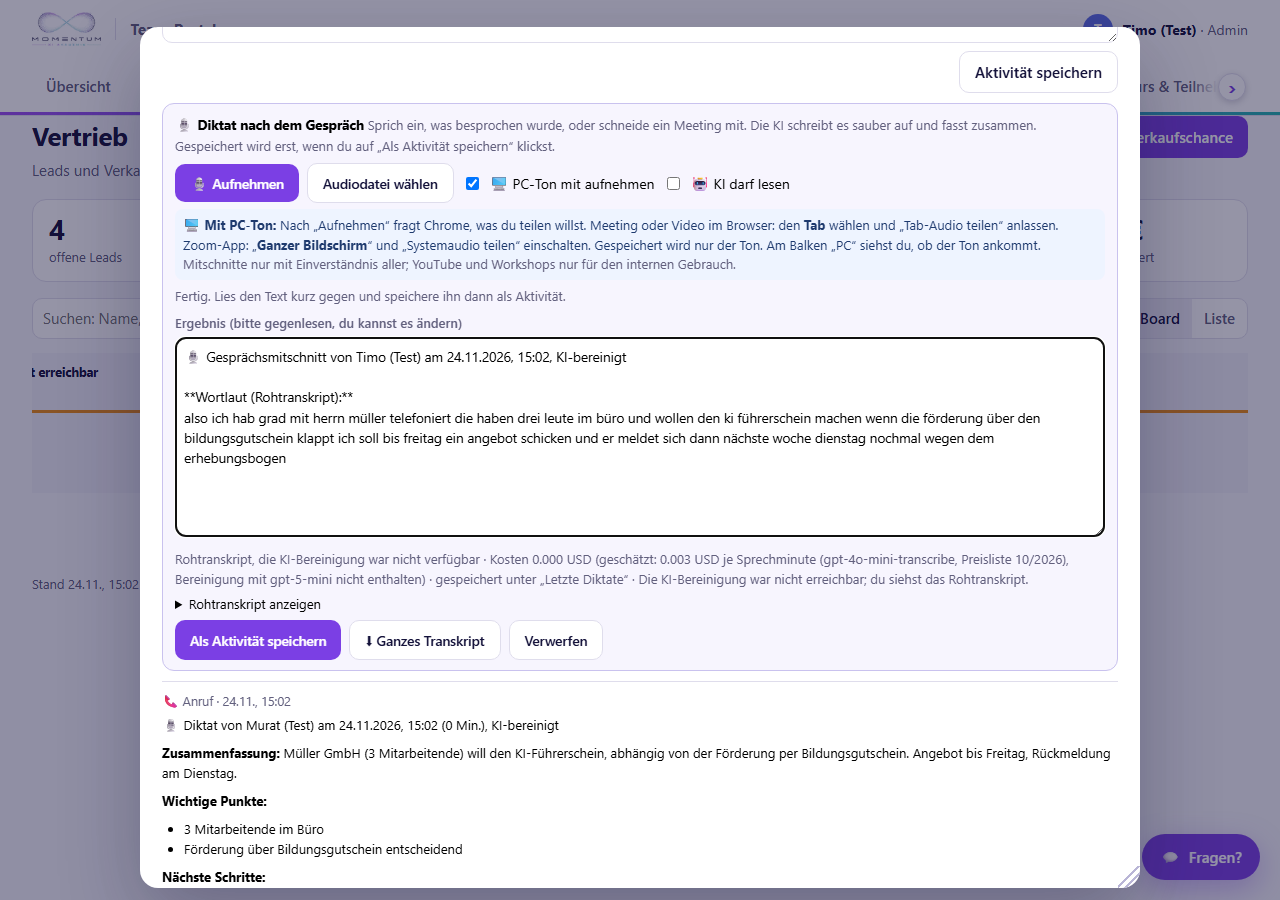 MOMENTUM
Timo (Test) · Admin
Übersicht
Vertrieb
Leads und Verka
erkaufschance
4
offene Leads
Suchen: Name,
Board
Liste
t erreichbar
Stand 24.11., 15:02
Aktivität speichern
Diktat nach dem Gespräch Sprich ein, was besprochen wurde, oder schneide ein Meeting mit. Die KI schreibt es sauber auf und fasst zusammen.
Gespeichert wird erst, wenn du auf „Als Aktivität speichern“ klickst.
Aufnehmen
Audiodatei wählen
PC-Ton mit aufnehmen
KI darf lesen
Mit PC-Ton: Nach „Aufnehmen“ fragt Chrome, was du teilen willst. Meeting oder Video im Browser: den Tab wählen und „Tab-Audio teilen“ anlassen.
Zoom-App: „Ganzer Bildschirm“ und „Systemaudio teilen“ einschalten. Gespeichert wird nur der Ton. Am Balken „PC“ siehst du, ob der Ton ankommt.
Mitschnitte nur mit Einverständnis aller; YouTube und Workshops nur für den internen Gebrauch.
Fertig. Lies den Text kurz gegen und speichere ihn dann als Aktivität.
Ergebnis (bitte gegenlesen, du kannst es ändern)
Gesprächsmitschnitt von Timo (Test) am 24.11.2026, 15:02, KI-bereinigt
**Wortlaut (Rohtranskript):**
also ich hab grad mit herrn müller telefoniert die haben drei leute im büro und wollen den ki führerschein machen wenn die förderung über den
bildungsgutschein klappt ich soll bis freitag ein angebot schicken und er meldet sich dann nächste woche dienstag nochmal wegen dem
erhebungsbogen
Rohtranskript, die KI-Bereinigung war nicht verfügbar · Kosten 0.000 USD (geschätzt: 0.003 USD je Sprechminute (gpt-4o-mini-transcribe, Preisliste 10/2026),
Bereinigung mit gpt-5-mini nicht enthalten) · gespeichert unter „Letzte Diktate“ · Die KI-Bereinigung war nicht erreichbar; du siehst das Rohtranskript.
Rohtranskript anzeigen
Als Aktivität speichern
⬇ Ganzes Transkript
Verwerfen
Anruf · 24.11., 15:02
Diktat von Murat (Test) am 24.11.2026, 15:02 (0 Min.), KI-bereinigt
Zusammenfassung: Müller GmbH (3 Mitarbeitende) will den KI-Führerschein, abhängig von der Förderung per Bildungsgutschein. Angebot bis Freitag, Rückmeldung
am Dienstag.
Wichtige Punkte:
• 3 Mitarbeitende im Büro
• Förderung über Bildungsgutschein entscheidend
Nächste Schritte:
Fragen?